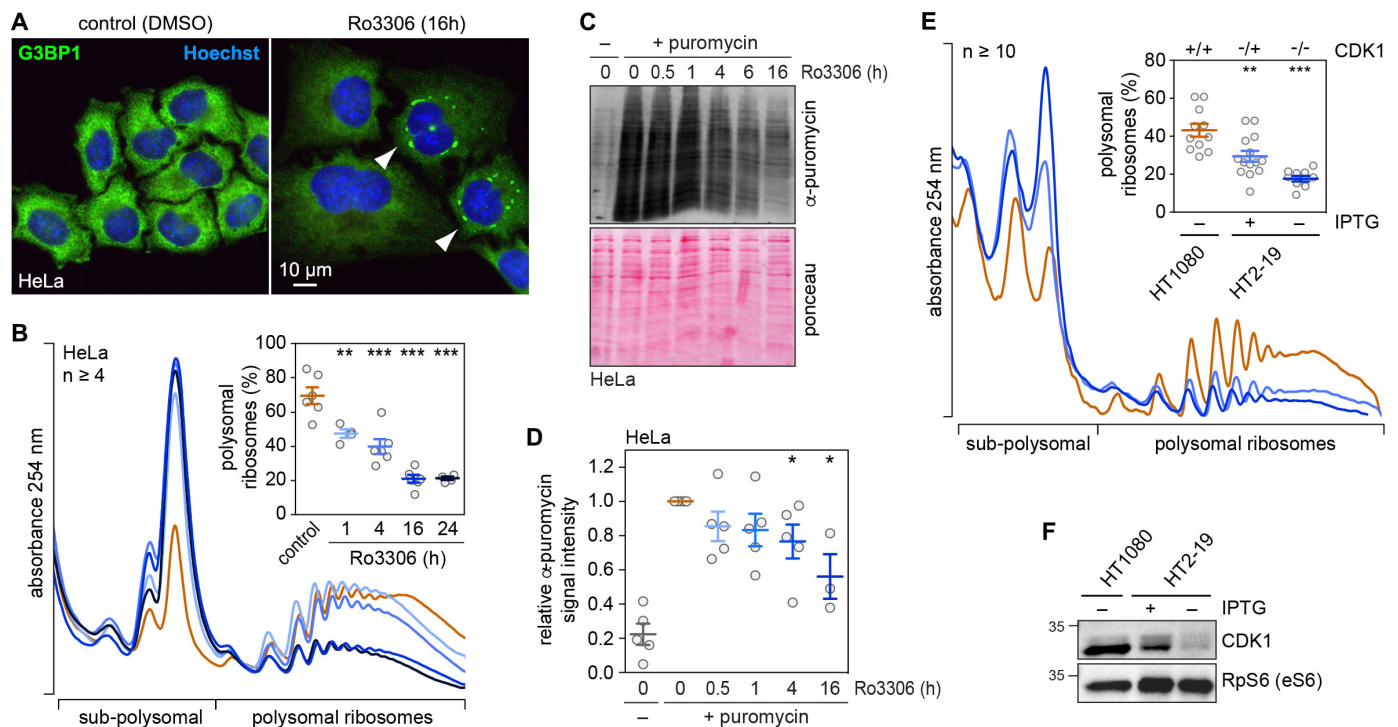 A
control (DMSO)
Ro3306 (16h)
G3BP1
Hoechst
HeLa
10 µm
B
HeLa
n ≥ 4
absorbance 254 nm
sub-polysomal
polysomal ribosomes
polysomal
ribosomes (%)
100
80
60
40
20
0
** *** *** ***
control
1 4 16 24
Ro3306 (h)
C
– + puromycin
0 0 0.5 1 4 6 16 Ro3306 (h)
α-puromycin
ponceau
HeLa
D
HeLa
relative α-puromycin
signal intensity
1.2
1.0
0.8
0.6
0.4
0.2
0.0
* *
0 0 0.5 1 4 16 Ro3306 (h)
– + puromycin
E
n ≥ 10
absorbance 254 nm
sub-polysomal
polysomal ribosomes
+/+ -/+ -/- CDK1
** ***
polysomal
ribosomes (%)
80
60
40
20
0
– + – IPTG
HT1080
HT2-19
F
HT1080
HT2-19
– + – IPTG
35
CDK1
35
RpS6 (eS6)